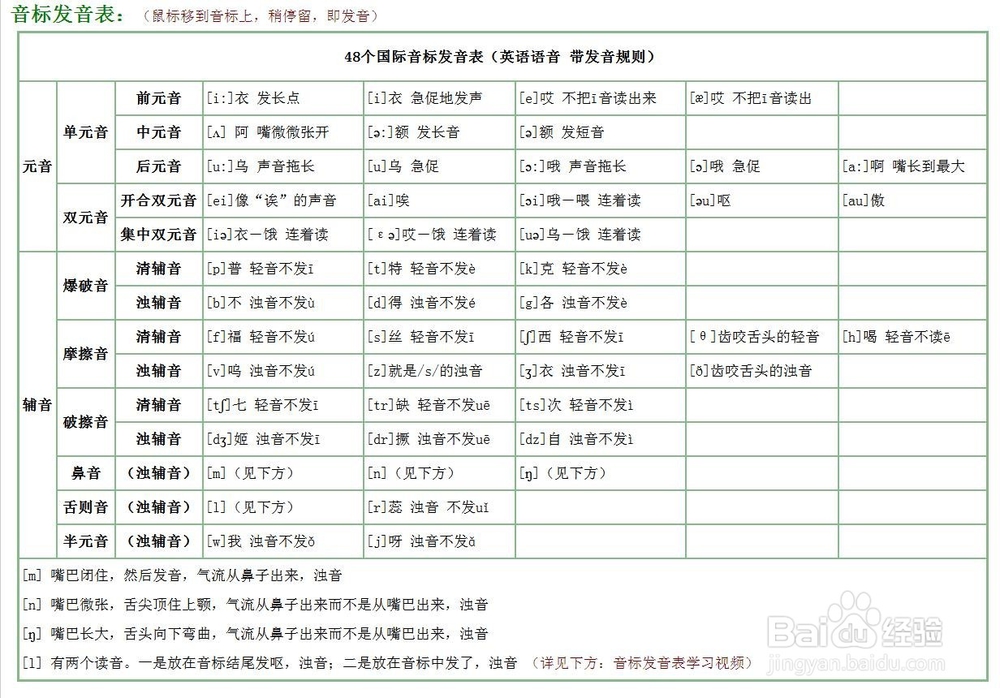 音标发音表：（鼠标移到音标上，稍停留，即发音）
48个国际音标发音表（英语语音 带发音规则）
元音 单元音 前元音 [iː]衣 发长点 [i]衣 急促地发声 [e]哎 不把ī音读出来 [æ]哎 不把ī音读出
中元音 [ʌ] 阿 嘴微微张开 [əː]额 发长音 [ə]额 发短音
后元音 [uː]乌 声音拖长 [u]乌 急促 [ɔː]哦 声音拖长 [ɔ]哦 急促 [aː]啊 嘴长到最大
双元音 开合双元音 [ei]像“诶”的声音 [ai]唉 [ɔi]哦一喂 连着读 [əu]呕 [au]傲
集中双元音 [iə]衣一饿 连着读 [εə]哎一饿 连着读 [uə]乌一饿 连着读
辅音 爆破音 清辅音 [p]普 轻音不发ī [t]特 轻音不发è [k]克 轻音不发è
浊辅音 [b]不 浊音不发ù [d]得 浊音不发é [g]各 浊音不发è
摩擦音 清辅音 [f]福 轻音不发ú [s]丝 轻音不发ī [ʃ]西 轻音不发ī [θ]齿咬舌头的轻音 [h]喝 轻音不读ē
浊辅音 [v]呜 浊音不发ú [z]就是/s/的浊音 [ʒ]衣 浊音不发ī [ð]齿咬舌头的浊音
破擦音 清辅音 [tʃ]七 轻音不发ī [tr]缺 轻音不发uē [ts]次 轻音不发ì
浊辅音 [dʒ]姬 浊音不发ī [dr]撅 浊音不发uē [dz]自 浊音不发ì
鼻音 （浊辅音） [m]（见下方） [n]（见下方） [ŋ]（见下方）
舌则音 （浊辅音） [l]（见下方） [r]蕊 浊音 不发uǐ
半元音 （浊辅音） [w]我 浊音不发ǒ [j]呀 浊音不发ā
[m] 嘴巴闭住，然后发音，气流从鼻子出来，浊音
[n] 嘴巴微张，舌尖顶住上颚，气流从鼻子出来而不是从嘴巴出来，浊音
[ŋ] 嘴巴长大，舌头向下弯曲，气流从鼻子出来而不是从嘴巴出来，浊音
[l] 有两个读音。一是放在音标结尾发呕，浊音；二是放在音标中发了，浊音 （详见下方：音标发音表学习视频）
Baidu 经验
jingyan.baidu.com